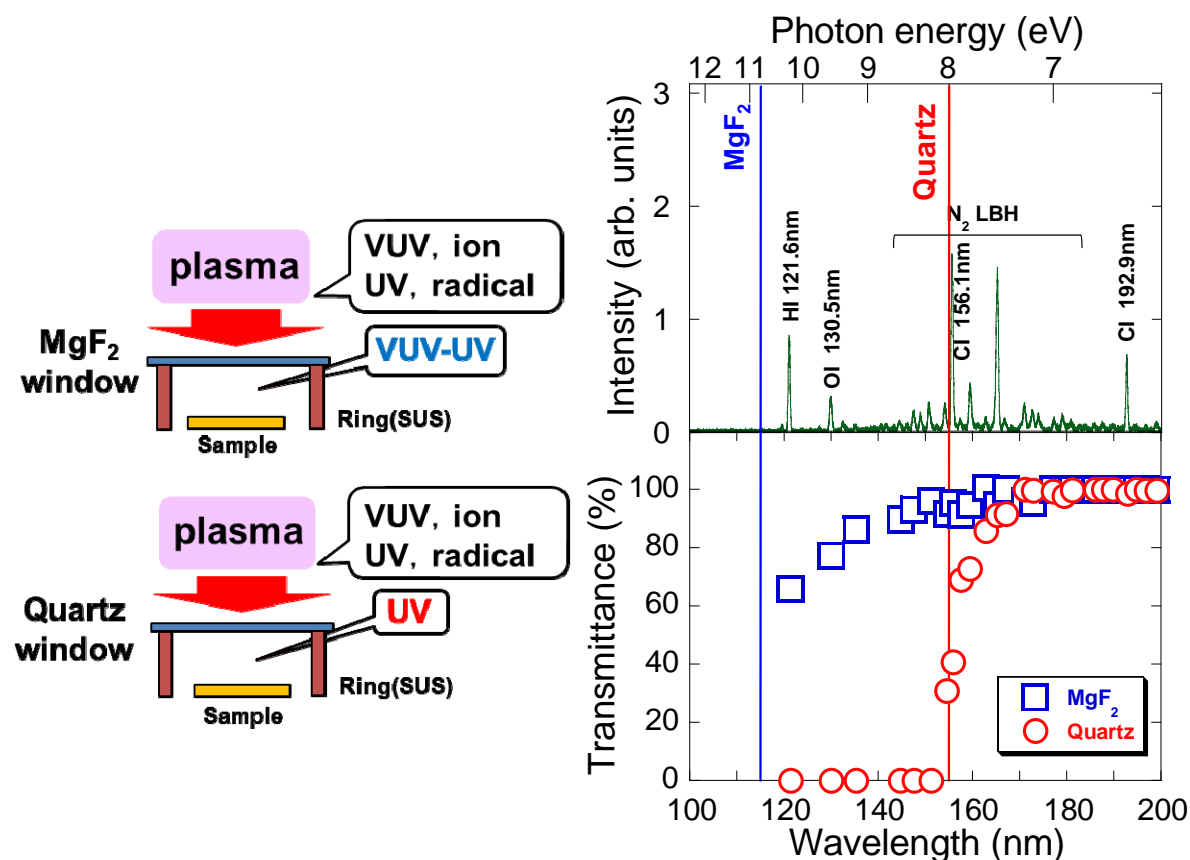 plasma
VUV, ion
UV, radical
MgF2
window
VUV-UV
Ring(SUS)
Sample
plasma
VUV, ion
UV, radical
Quartz
window
UV
Ring(SUS)
Sample
Photon energy (eV)
12 11 10 9 8 7
Intensity (arb. units)
3
2
1
0
MgF2
Quartz
N2 LBH
HI 121.6nm
OI 130.5nm
CI 156.1nm
CI 192.9nm
Transmittance (%)
100
80
60
40
20
0
MgF2
Quartz
100 120 140 160 180 200
Wavelength (nm)